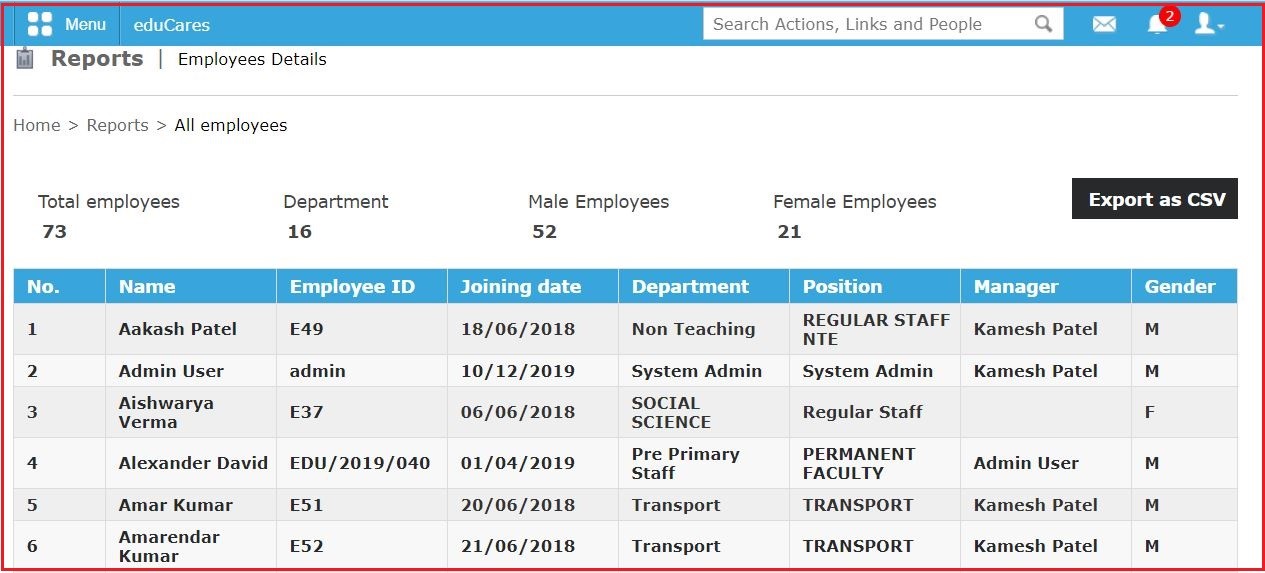 Menu eduCares Search Actions, Links and People 2
Reports | Employees Details
Home > Reports > All employees
Total employees Department Male Employees Female Employees Export as CSV
73 16 52 21
No. Name Employee ID Joining date Department Position Manager Gender
1 Aakash Patel E49 18/06/2018 Non Teaching REGULAR STAFF NTE Kamesh Patel M
2 Admin User admin 10/12/2019 System Admin System Admin Kamesh Patel M
3 Aishwarya Verma E37 06/06/2018 SOCIAL SCIENCE Regular Staff F
4 Alexander David EDU/2019/040 01/04/2019 Pre Primary Staff PERMANENT FACULTY Admin User M
5 Amar Kumar E51 20/06/2018 Transport TRANSPORT Kamesh Patel M
6 Amarendar Kumar E52 21/06/2018 Transport TRANSPORT Kamesh Patel M